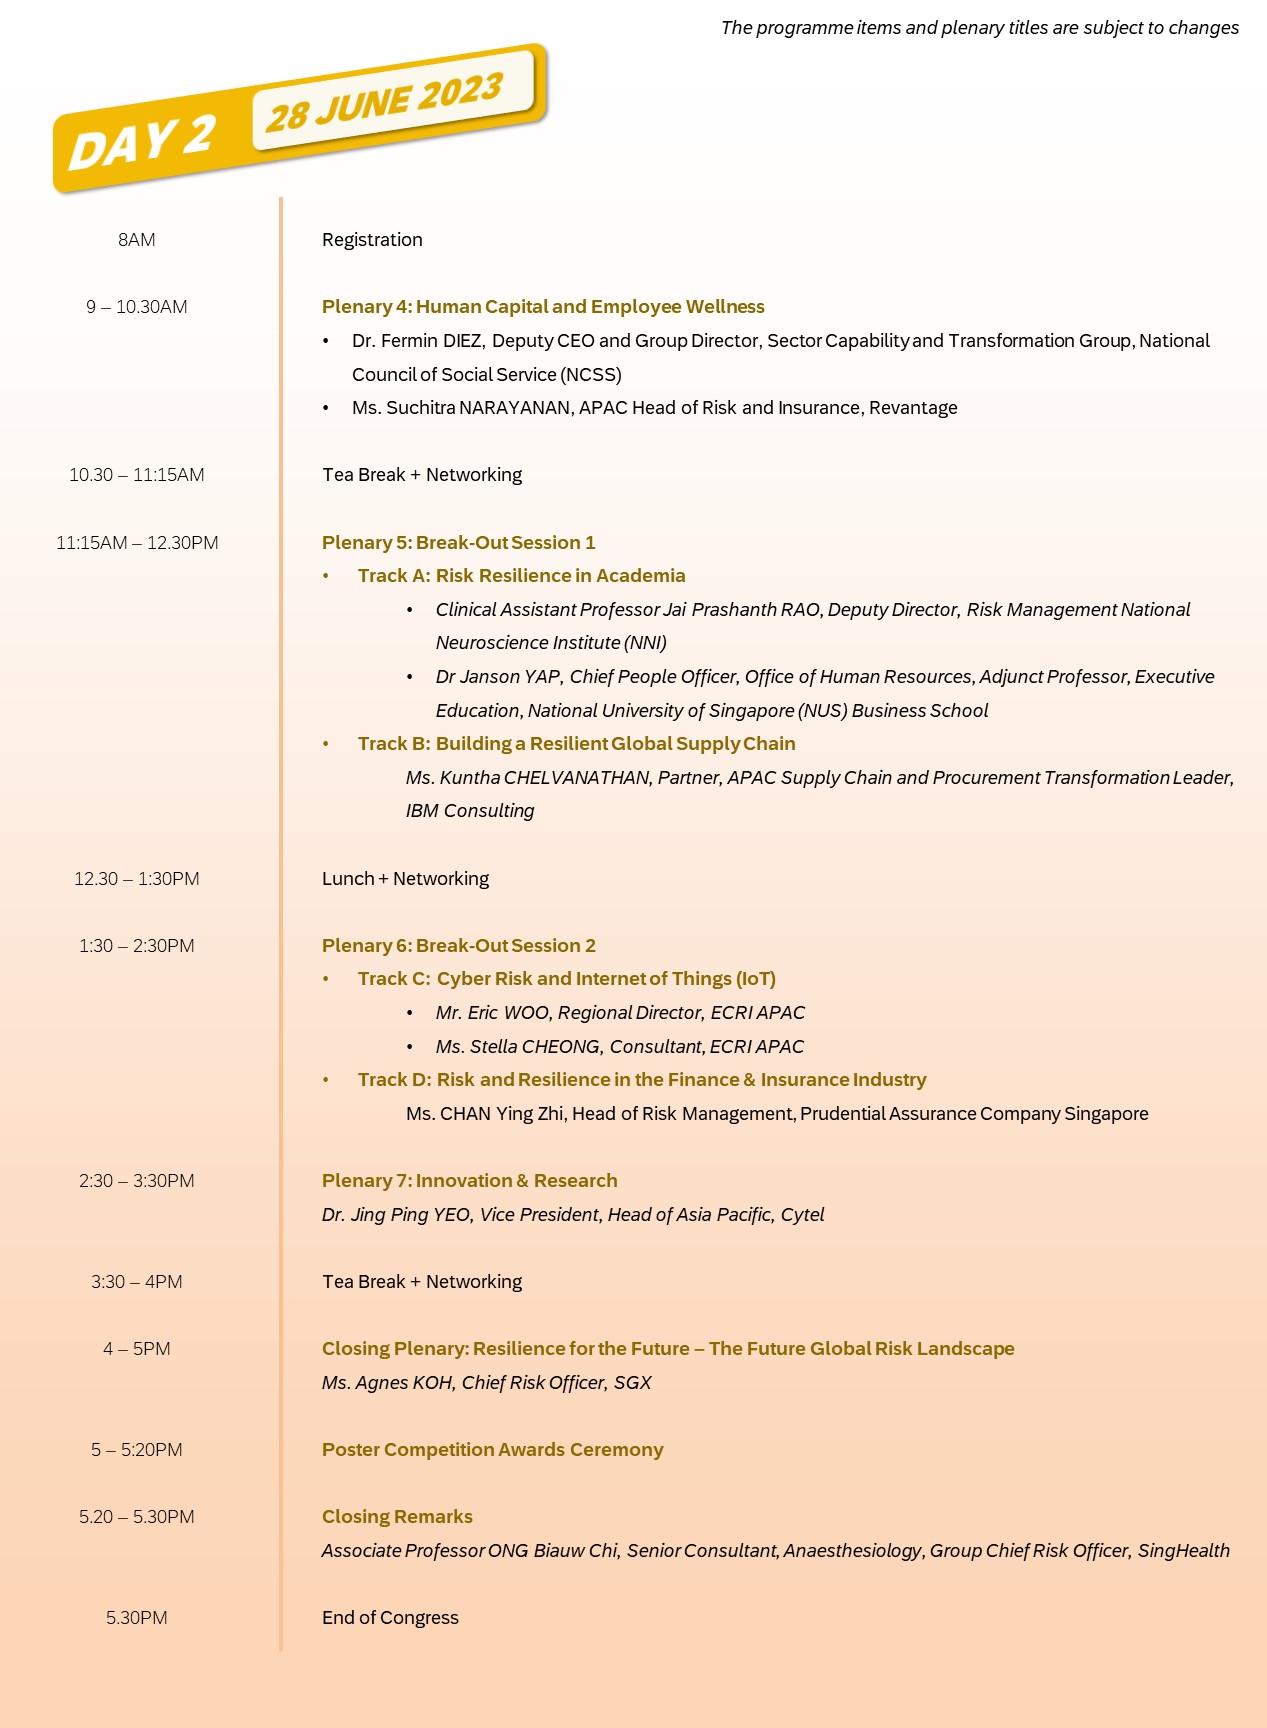 The programme items and plenary titles are subject to changes
DAY 2
28 JUNE 2023
8AM
Registration
9 – 10.30AM
Plenary 4: Human Capital and Employee Wellness
• Dr. Fermin DIEZ, Deputy CEO and Group Director, Sector Capability and Transformation Group, National
Council of Social Service (NCSS)
• Ms. Suchitra NARAYANAN, APAC Head of Risk and Insurance, Revantage
10.30 – 11:15AM
Tea Break + Networking
11:15AM – 12.30PM
Plenary 5: Break-Out Session 1
• Track A: Risk Resilience in Academia
• Clinical Assistant Professor Jai Prashanth RAO, Deputy Director, Risk Management National
Neuroscience Institute (NNI)
• Dr Janson YAP, Chief People Officer, Office of Human Resources, Adjunct Professor, Executive
Education, National University of Singapore (NUS) Business School
• Track B: Building a Resilient Global Supply Chain
Ms. Kuntha CHELVANATHAN, Partner, APAC Supply Chain and Procurement Transformation Leader,
IBM Consulting
12.30 – 1:30PM
Lunch + Networking
1:30 – 2:30PM
Plenary 6: Break-Out Session 2
• Track C: Cyber Risk and Internet of Things (IoT)
• Mr. Eric WOO, Regional Director, ECRI APAC
• Ms. Stella CHEONG, Consultant, ECRI APAC
• Track D: Risk and Resilience in the Finance & Insurance Industry
Ms. CHAN Ying Zhi, Head of Risk Management, Prudential Assurance Company Singapore
2:30 – 3:30PM
Plenary 7: Innovation & Research
Dr. Jing Ping YEO, Vice President, Head of Asia Pacific, Cytel
3:30 – 4PM
Tea Break + Networking
4 – 5PM
Closing Plenary: Resilience for the Future – The Future Global Risk Landscape
Ms. Agnes KOH, Chief Risk Officer, SGX
5 – 5:20PM
Poster Competition Awards Ceremony
5.20 – 5.30PM
Closing Remarks
Associate Professor ONG Biauw Chi, Senior Consultant, Anaesthesiology, Group Chief Risk Officer, SingHealth
5.30PM
End of Congress